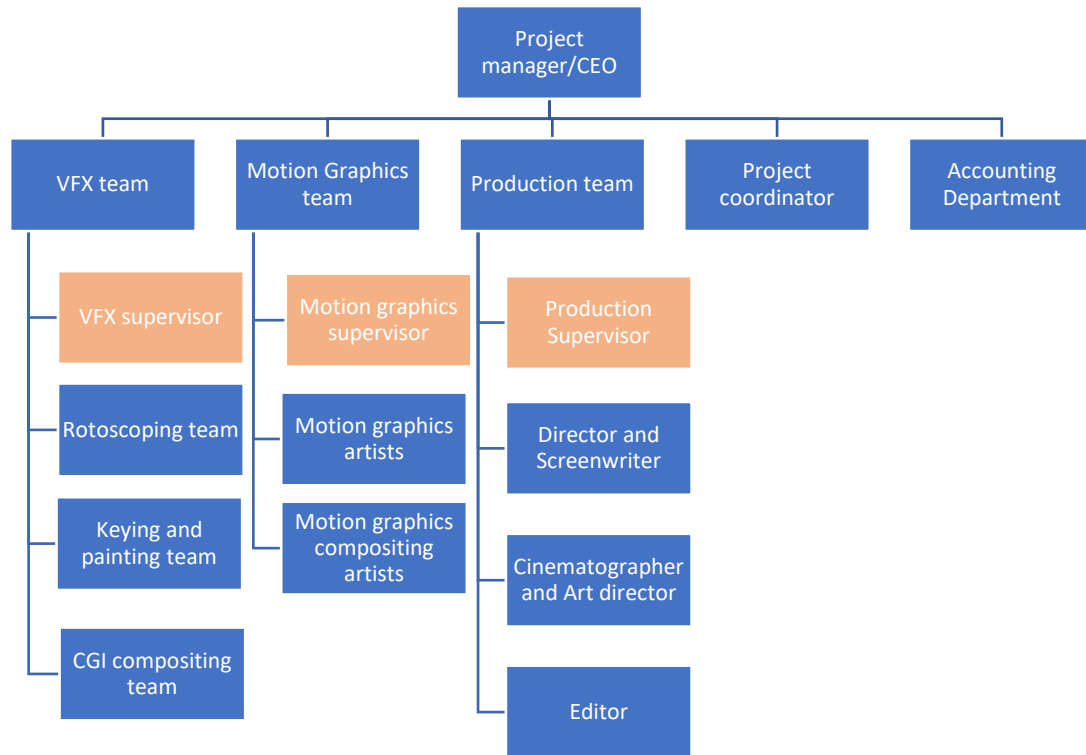 Project
manager/CEO
VFX team
Motion Graphics
team
Production team
Project
coordinator
Accounting
Department
VFX supervisor
Rotoscoping team
Keying and
painting team
CGI compositing
team
Motion graphics
supervisor
Motion graphics
artists
Motion graphics
compositing
artists
Production
Supervisor
Director and
Screenwriter
Cinematographer
and Art director
Editor